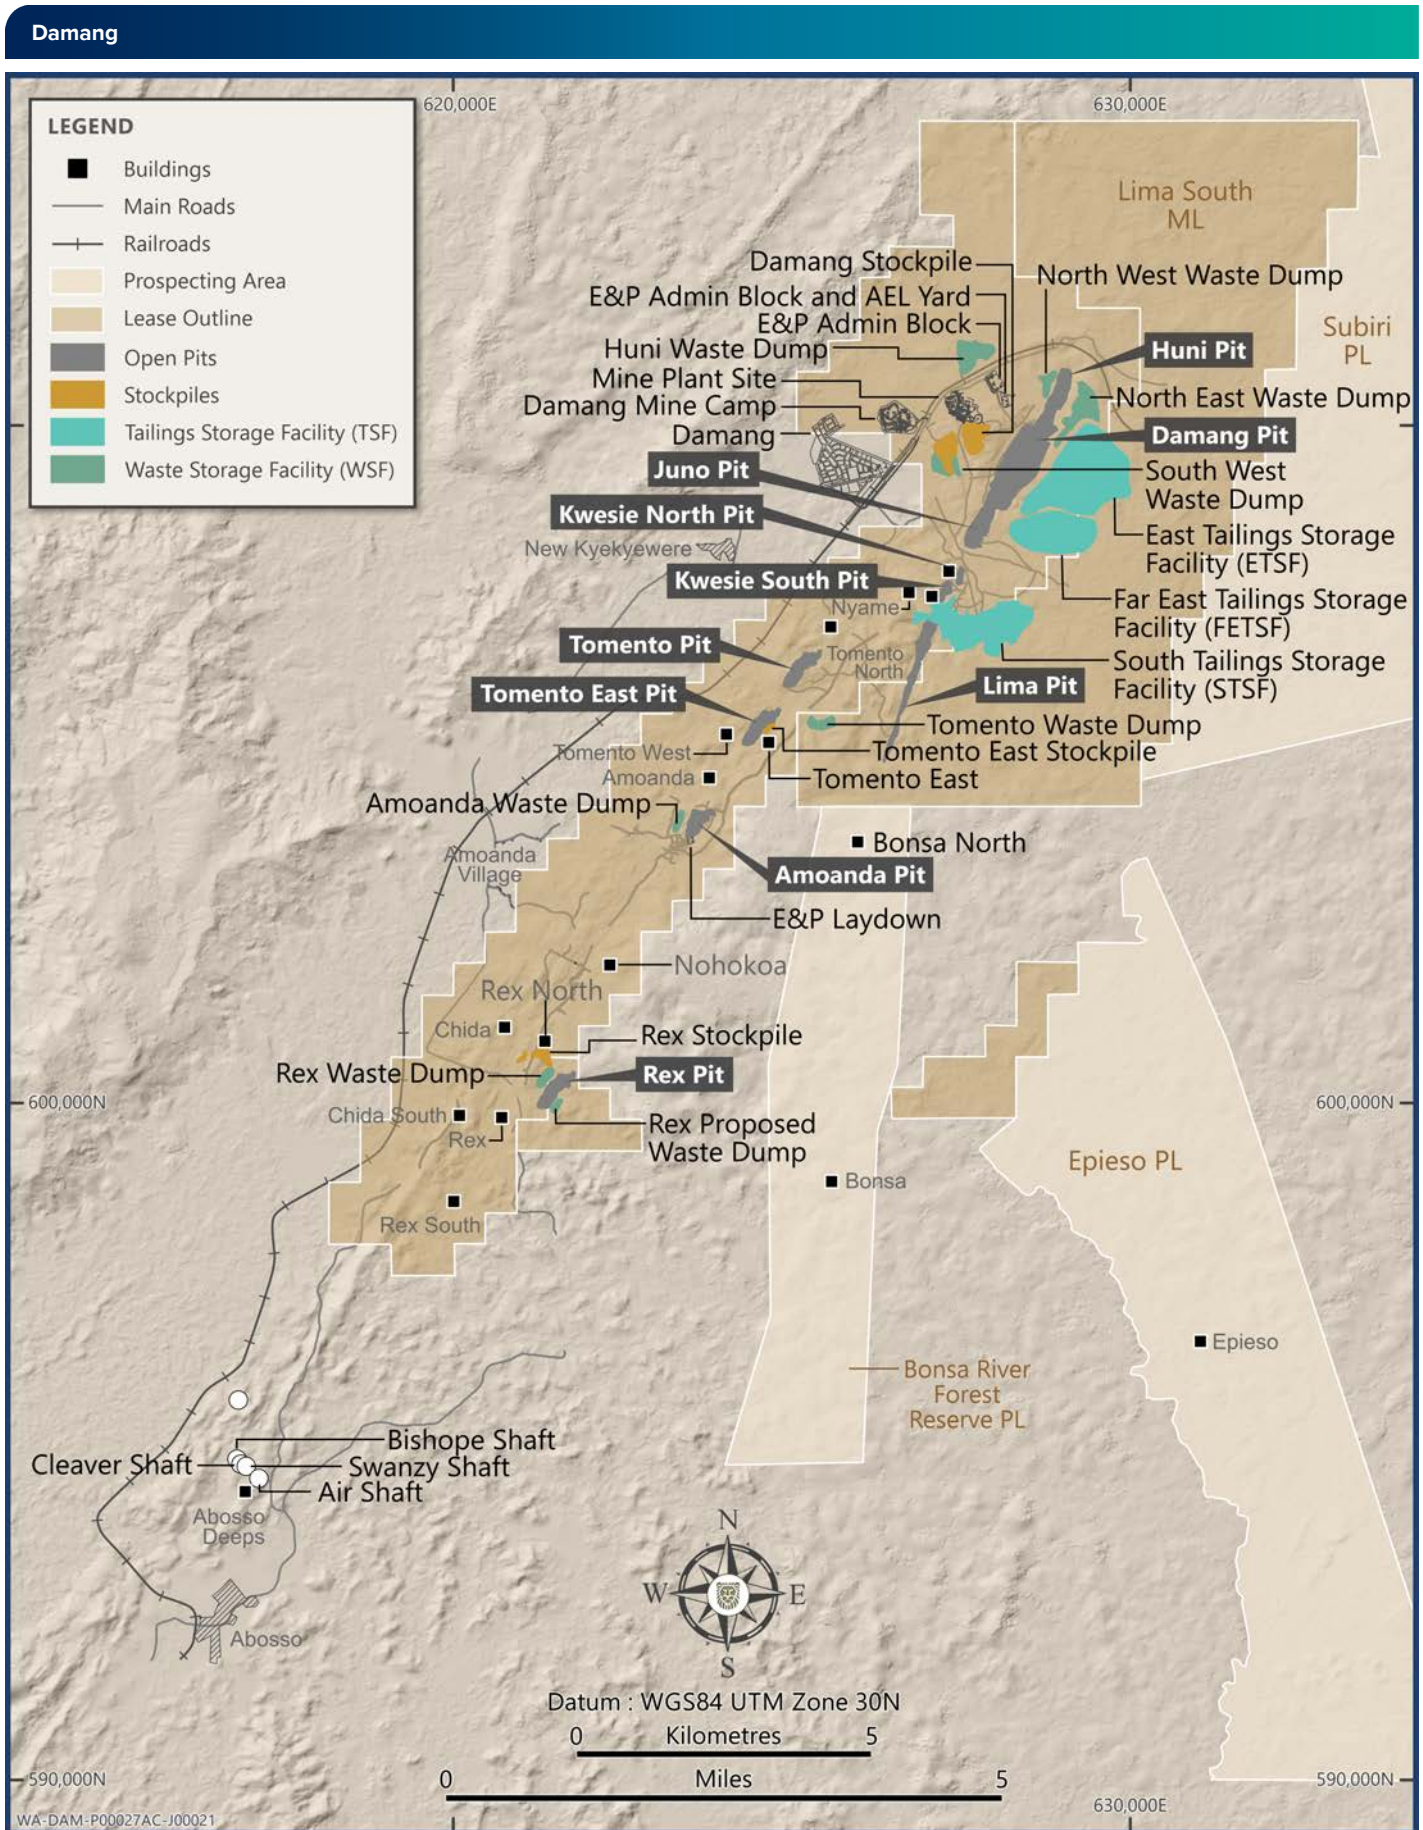 Damang
620,000E
630,000E
LEGEND
Buildings
Main Roads
Railroads
Prospecting Area
Lease Outline
Open Pits
Stockpiles
Tailings Storage Facility (TSF)
Waste Storage Facility (WSF)
Lima South
ML
Damang Stockpile
North West Waste Dump
E&P Admin Block and AEL Yard
E&P Admin Block
Subiri
PL
Huni Waste Dump
Huni Pit
Mine Plant Site
North East Waste Dump
Damang Mine Camp
Damang
Damang Pit
Juno Pit
South West
Waste Dump
Kwesie North Pit
East Tailings Storage
Facility (ETSF)
New Kyekyewere
Kwesie South Pit
Nyame
Far East Tailings Storage
Facility (FETSF)
Tomento Pit
Tomento
North
South Tailings Storage
Facility (STSF)
Lima Pit
Tomento East Pit
Tomento Waste Dump
Tomento West
Tomento East Stockpile
Amoanda
Tomento East
Amoanda Waste Dump
Bonsa North
Amoanda
Village
Amoanda Pit
E&P Laydown
Nohokoa
Rex North
Chida
Rex Stockpile
Rex Waste Dump
Rex Pit
600,000N
600,000N
Chida South
Rex
Rex Proposed
Waste Dump
Epieso PL
Bonsa
Rex South
Epieso
Bonsa River
Forest
Reserve PL
Bishope Shaft
Cleaver Shaft
Swanzy Shaft
Air Shaft
Abosso
Deeps
N
W
E
S
Abosso
Datum : WGS84 UTM Zone 30N
0 Kilometres 5
0 Miles 5
590,000N
590,000N
630,000E
WA-DAM-P00027AC-J00021